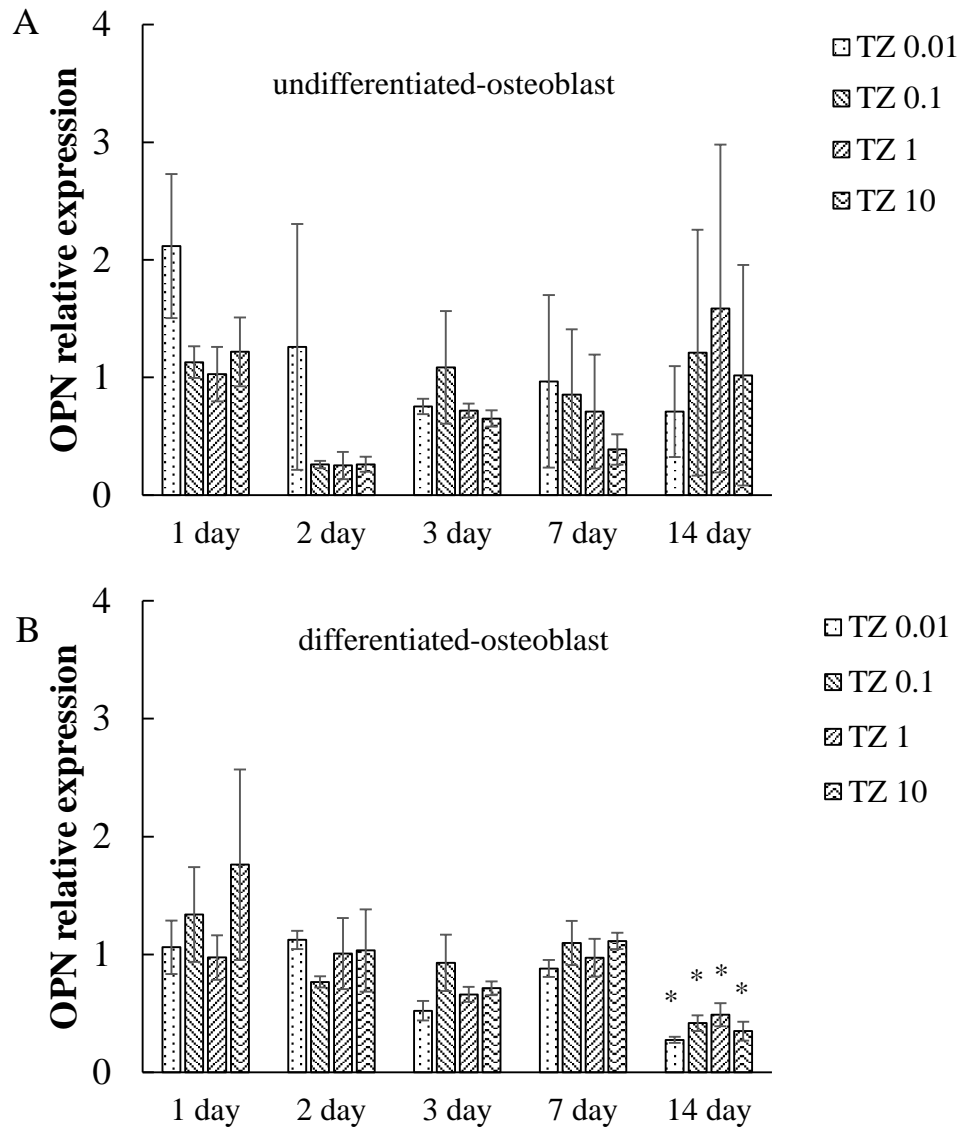 A
undifferentiated-osteoblast
OPN relative expression
4
3
2
1
0
1 day 2 day 3 day 7 day 14 day
TZ 0.01
TZ 0.1
TZ 1
TZ 10
B
differentiated-osteoblast
OPN relative expression
4
3
2
1
0
* * * *
1 day 2 day 3 day 7 day 14 day
TZ 0.01
TZ 0.1
TZ 1
TZ 10